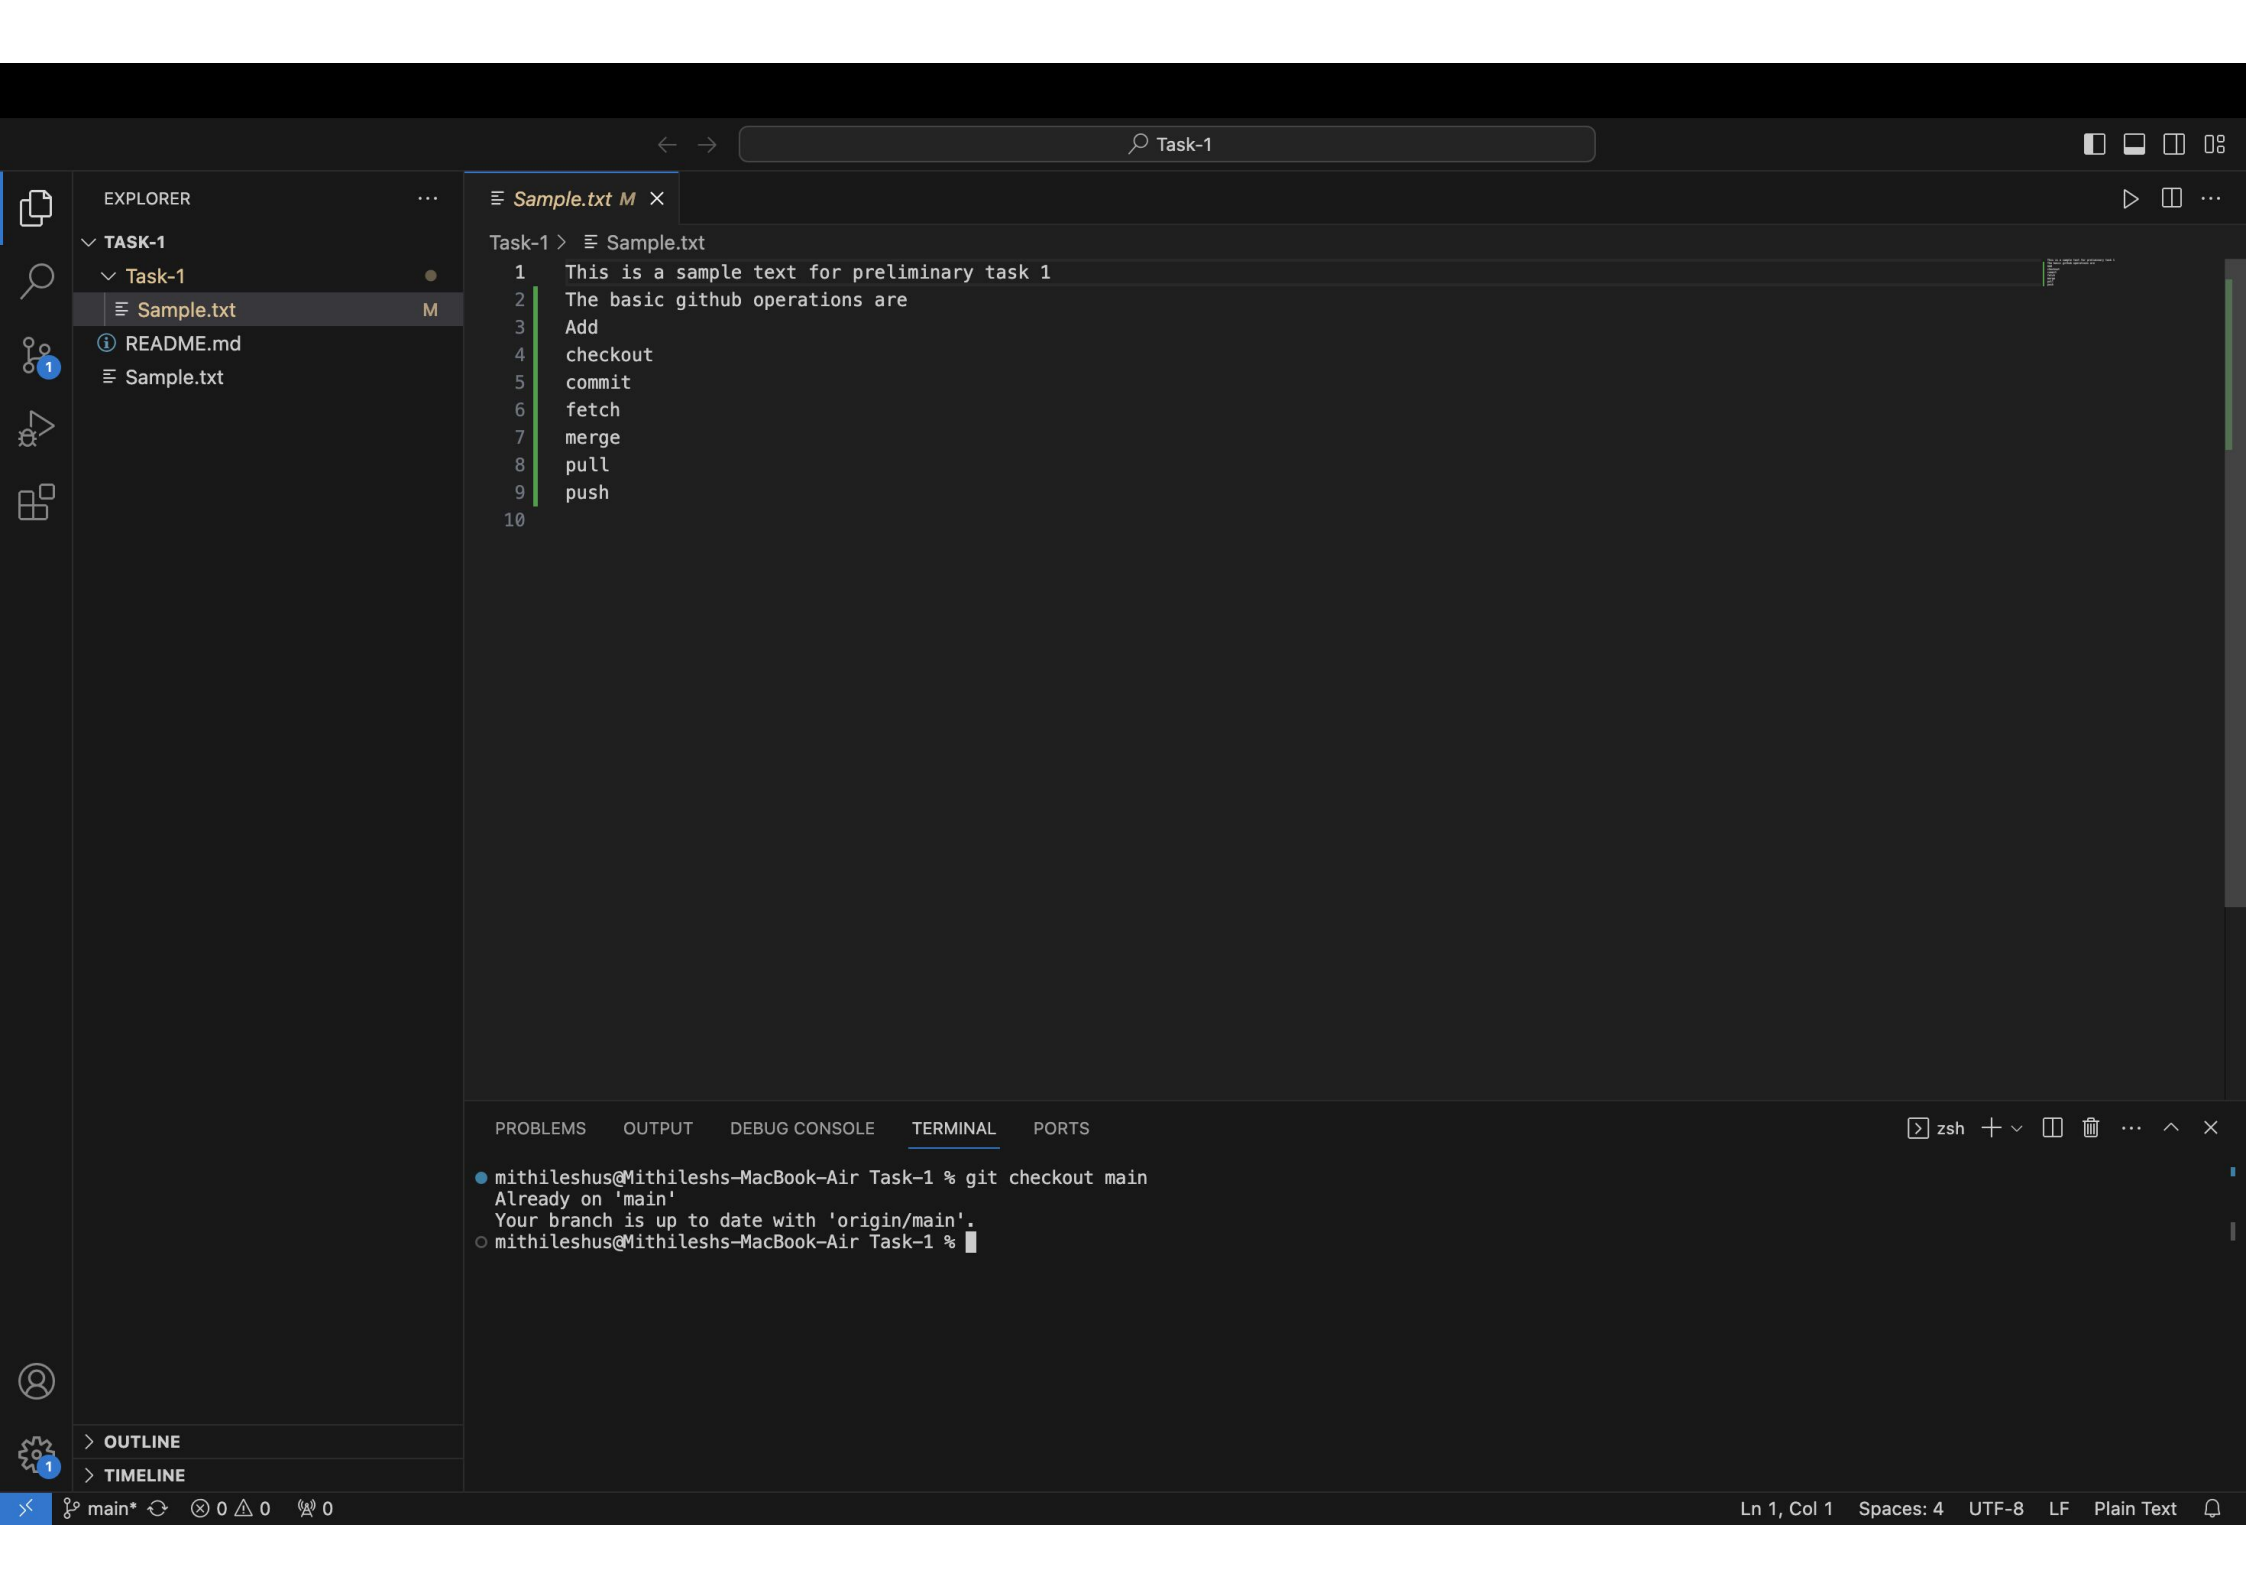 Task-1
EXPLORER
TASK-1
Task-1
Sample.txt M
README.md
Sample.txt
1
Sample.txt M
Task-1 > Sample.txt
1 This is a sample text for preliminary task 1
2 The basic github operations are
3 Add
4 checkout
5 commit
6 fetch
7 merge
8 pull
9 push
10
PROBLEMS OUTPUT DEBUG CONSOLE TERMINAL PORTS
zsh
mithileshus@Mithileshs-MacBook-Air Task-1 % git checkout main
Already on 'main'
Your branch is up to date with 'origin/main'.
mithileshus@Mithileshs-MacBook-Air Task-1 %
OUTLINE
1
TIMELINE
main* 0 0 0
Ln 1, Col 1 Spaces: 4 UTF-8 LF Plain Text